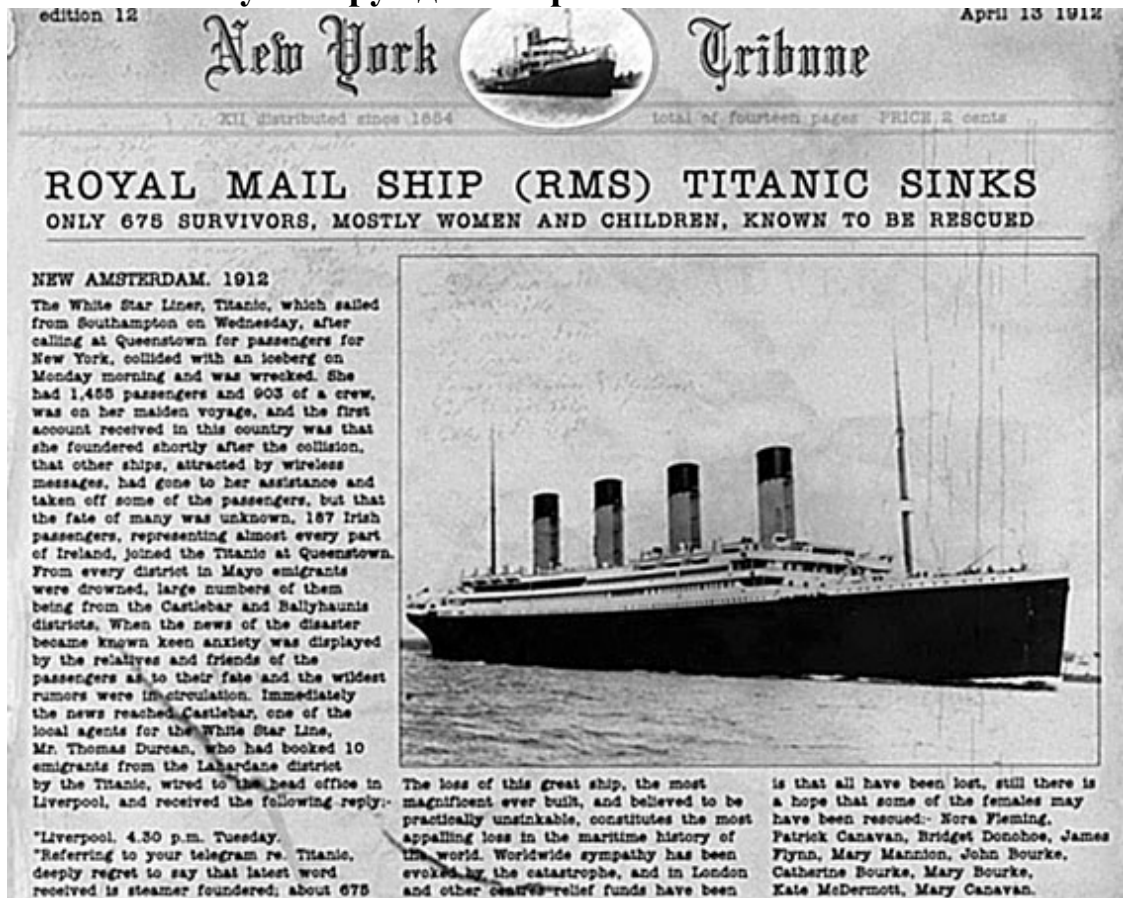 edition 12
April 13 1912
New York Tribune
XII distributed since 1854
total of fourteen pages PRICE 2 cents
ROYAL MAIL SHIP (RMS) TITANIC SINKS
ONLY 675 SURVIVORS, MOSTLY WOMEN AND CHILDREN, KNOWN TO BE RESCUED
NEW AMSTERDAM. 1912
The White Star Liner, Titanic, which sailed
from Southampton on Wednesday, after
calling at Queenstown for passengers for
New York, collided with an iceberg on
Monday morning and was wrecked. She
had 1,455 passengers and 903 of a crew,
was on her maiden voyage, and the first
account received in this country was that
she foundered shortly after the collision,
that other ships, attracted by wireless
messages, had gone to her assistance and
taken off some of the passengers, but that
the fate of many was unknown, 187 Irish
passengers, representing almost every part
of Ireland, joined the Titanic at Queenstown.
From every district in Mayo emigrants
were drowned, large numbers of them
being from the Castlebar and Ballyhaunis
districts. When the news of the disaster
became known keen anxiety was displayed
by the relatives and friends of the
passengers as to their fate and the wildest
rumors were in circulation. Immediately
the news reached Castlebar, one of the
local agents for the White Star Line,
Mr. Thomas Durcan, who had booked 10
emigrants from the Lahardane district
by the Titanic, wired to the head office in
Liverpool, and received the following reply:-
"Liverpool. 4.30 p.m. Tuesday.
"Referring to your telegram re. Titanic,
deeply regret to say that latest word
received is steamer foundered; about 675
The loss of this great ship, the most
magnificent ever built, and believed to be
practically unsinkable, constitutes the most
appalling loss in the maritime history of
the world. Worldwide sympathy has been
evoked by the catastrophe, and in London
and other centres relief funds have been
is that all have been lost, still there is
a hope that some of the females may
have been rescued:- Nora Fleming,
Patrick Canavan, Bridget Donohoe, James
Flynn, Mary Mannion, John Bourke,
Catherine Bourke, Mary Bourke,
Kate McDermott, Mary Canavan.